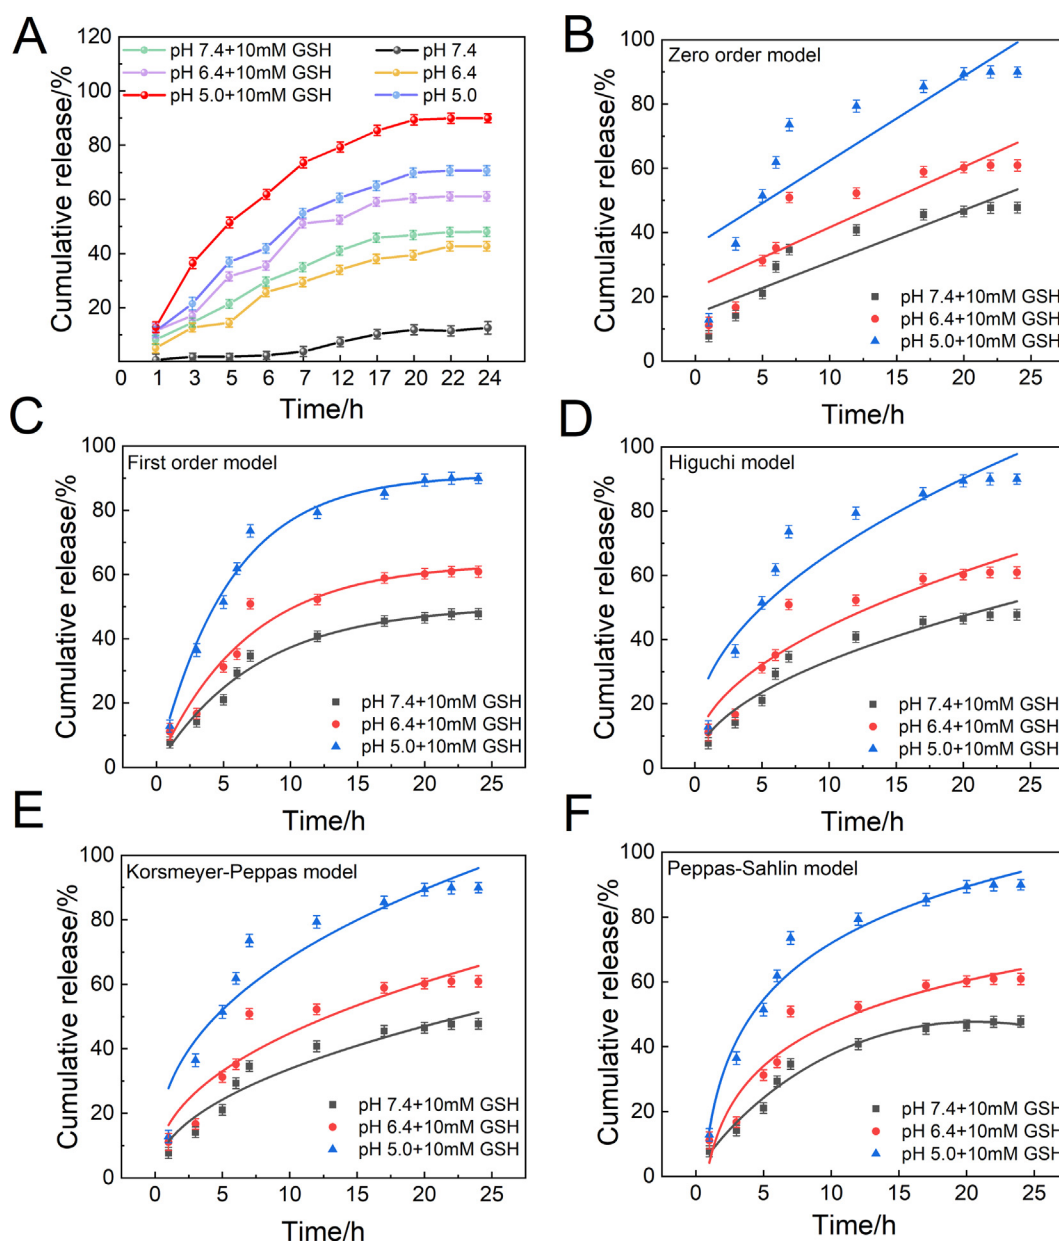 A
Cumulative release/%
120
100
80
60
40
20
0
pH 7.4+10mM GSH
pH 6.4+10mM GSH
pH 5.0+10mM GSH
pH 7.4
pH 6.4
pH 5.0
1 3 5 6 7 12 17 20 22 24
Time/h
B
Cumulative release/%
100
80
60
40
20
0
Zero order model
pH 7.4+10mM GSH
pH 6.4+10mM GSH
pH 5.0+10mM GSH
0 5 10 15 20 25
Time/h
C
Cumulative release/%
100
80
60
40
20
0
First order model
pH 7.4+10mM GSH
pH 6.4+10mM GSH
pH 5.0+10mM GSH
0 5 10 15 20 25
Time/h
D
Cumulative release/%
100
80
60
40
20
0
Higuchi model
pH 7.4+10mM GSH
pH 6.4+10mM GSH
pH 5.0+10mM GSH
0 5 10 15 20 25
Time/h
E
Cumulative release/%
100
80
60
40
20
0
Korsmeyer-Peppas model
pH 7.4+10mM GSH
pH 6.4+10mM GSH
pH 5.0+10mM GSH
0 5 10 15 20 25
Time/h
F
Cumulative release/%
100
80
60
40
20
0
Peppas-Sahlin model
pH 7.4+10mM GSH
pH 6.4+10mM GSH
pH 5.0+10mM GSH
0 5 10 15 20 25
Time/h